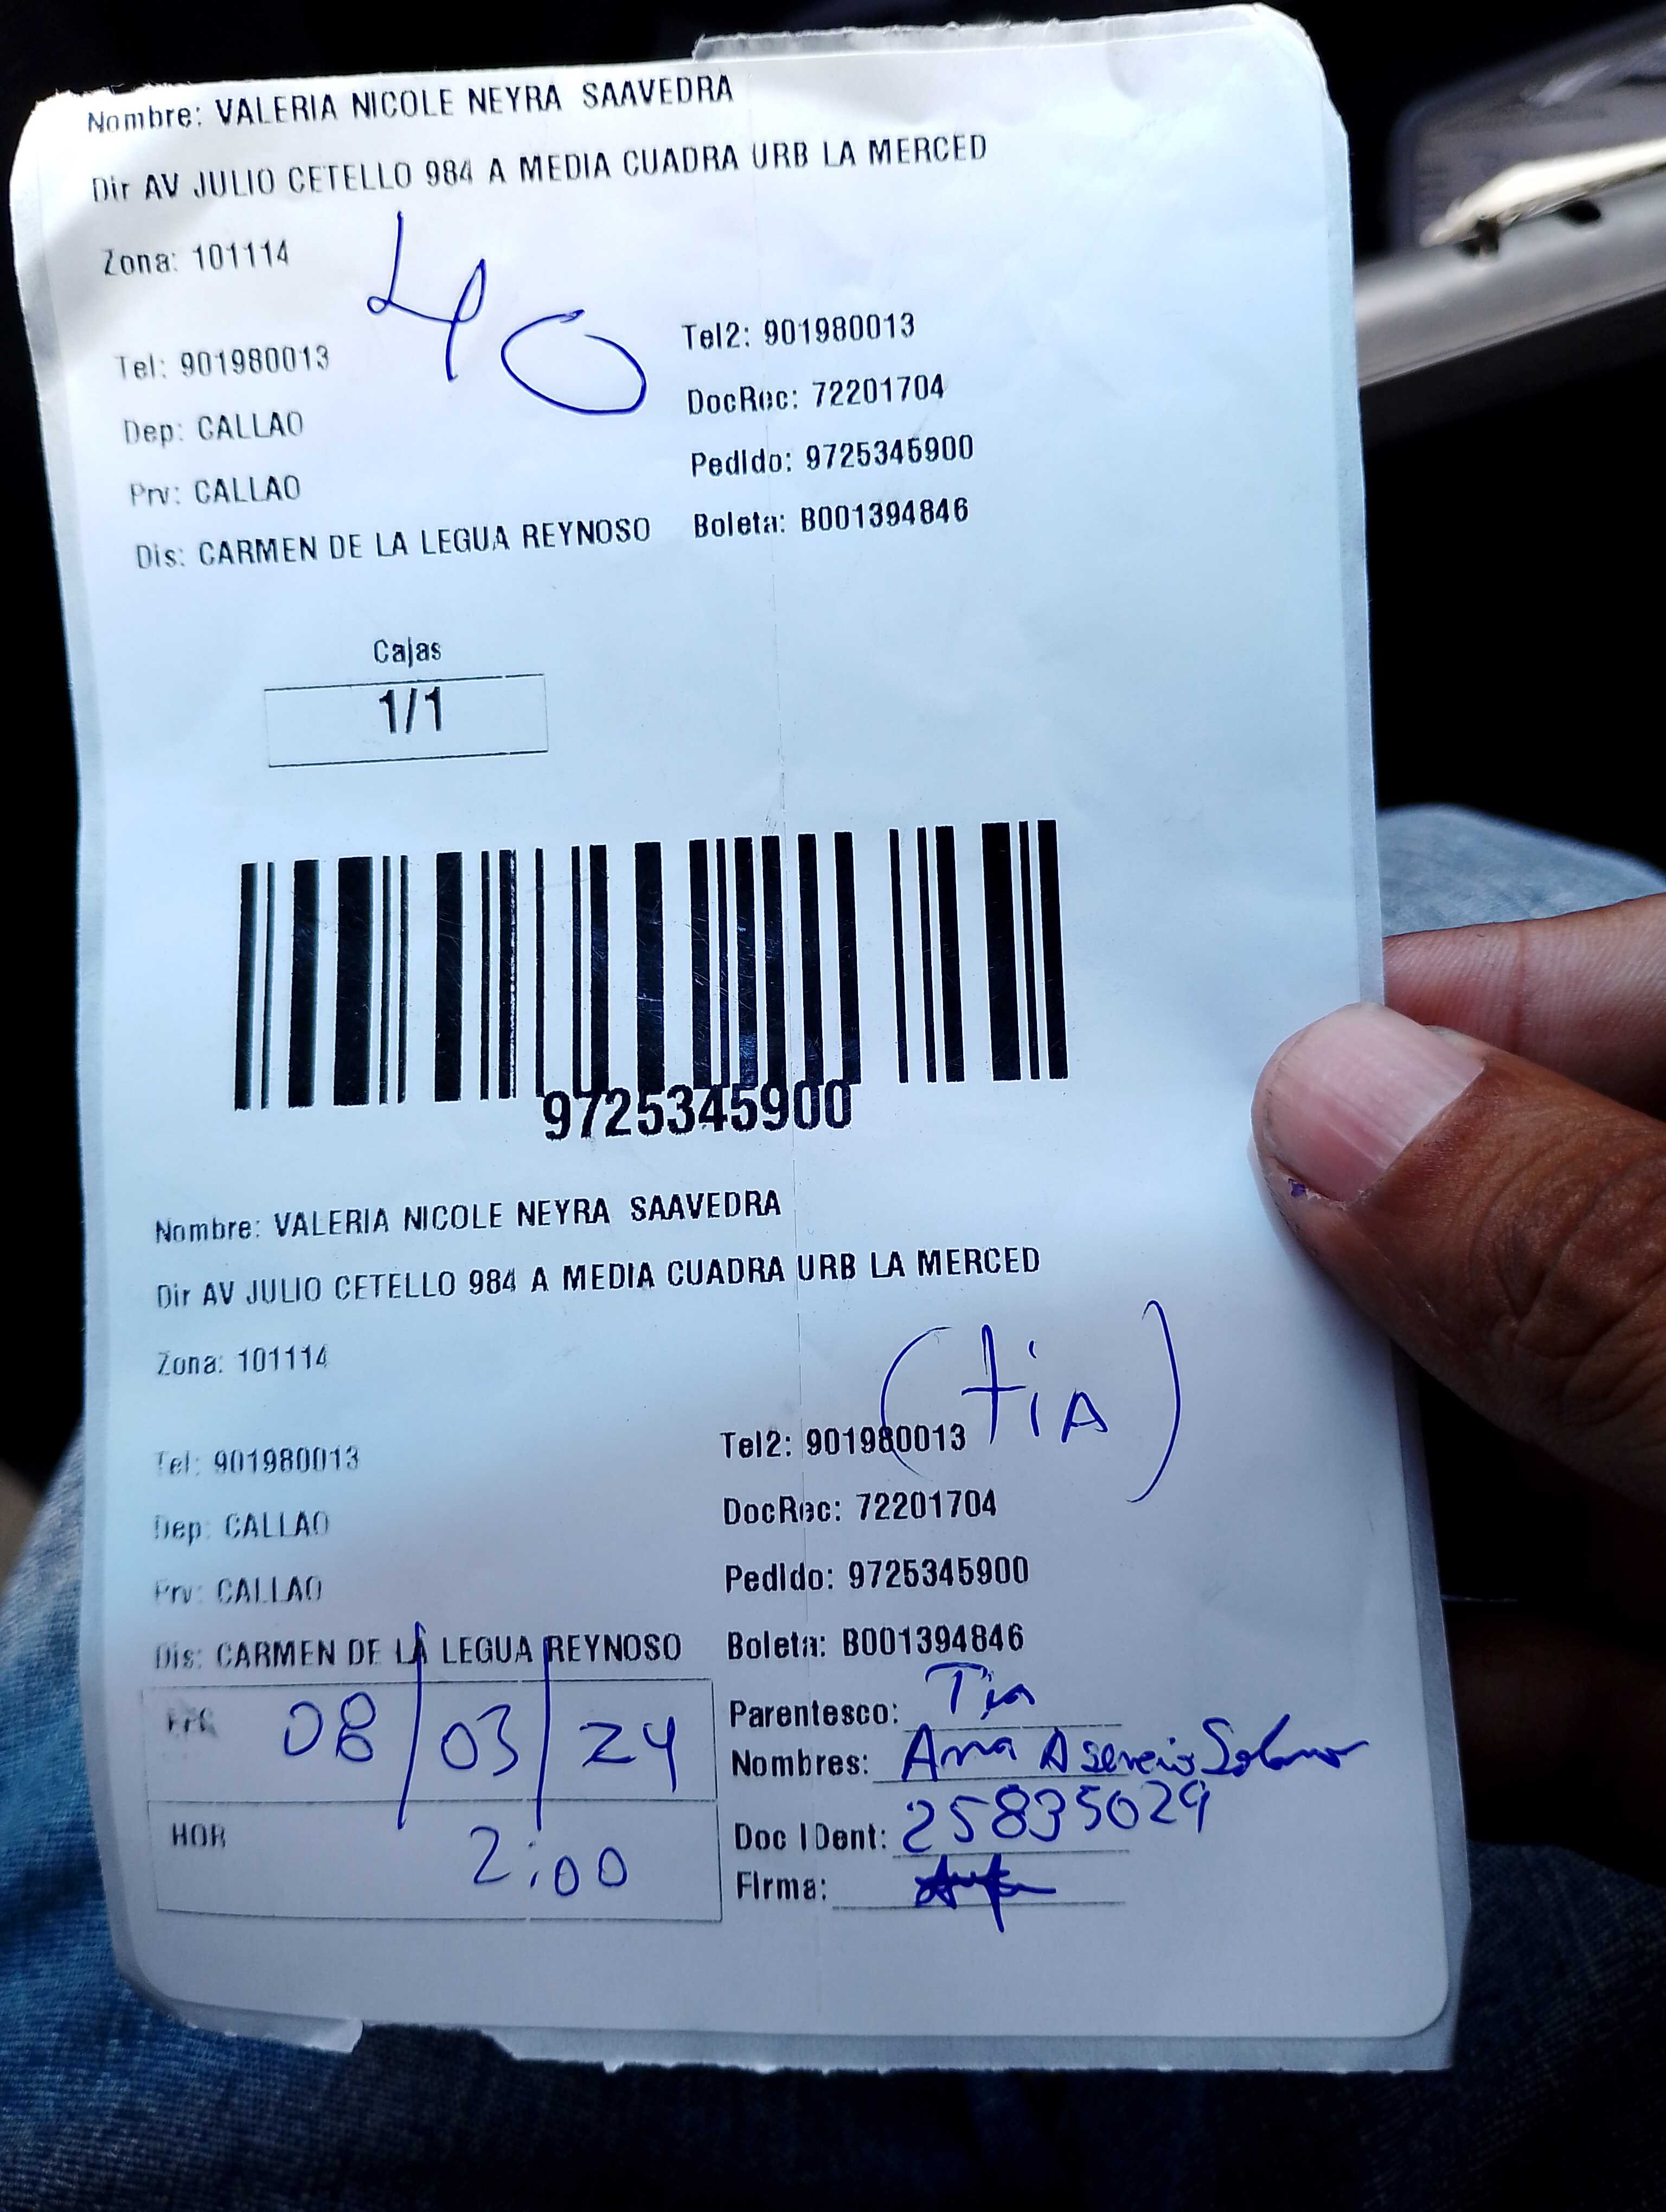 Nombre: VALERIA NICOLE NEYRA SAAVEDRA
Dir AV JULIO CETELLO 984 A MEDIA CUADRA URB LA MERCED
Zona: 101114
40
Tel: 901980013 Tel2: 901980013
Dep: CALLAO DocRec: 72201704
Prv: CALLAO PedIdo: 9725345900
Dis: CARMEN DE LA LEGUA REYNOSO Boleta: B001394846
Cajas
1/1
9725345900
Nombre: VALERIA NICOLE NEYRA SAAVEDRA
Dir AV JULIO CETELLO 984 A MEDIA CUADRA URB LA MERCED
Zona: 101114
(tiA)
Tel: 901980013 Tel2: 901980013
Dep: CALLAO DocRec: 72201704
Prv: CALLAO PedIdo: 9725345900
Dis: CARMEN DE LA LEGUA REYNOSO Boleta: B001394846
08/03/24 Parentesco: Tia
Nombres: Ana
HOR 2:00 Doc IDent: 25835029
FIrma: